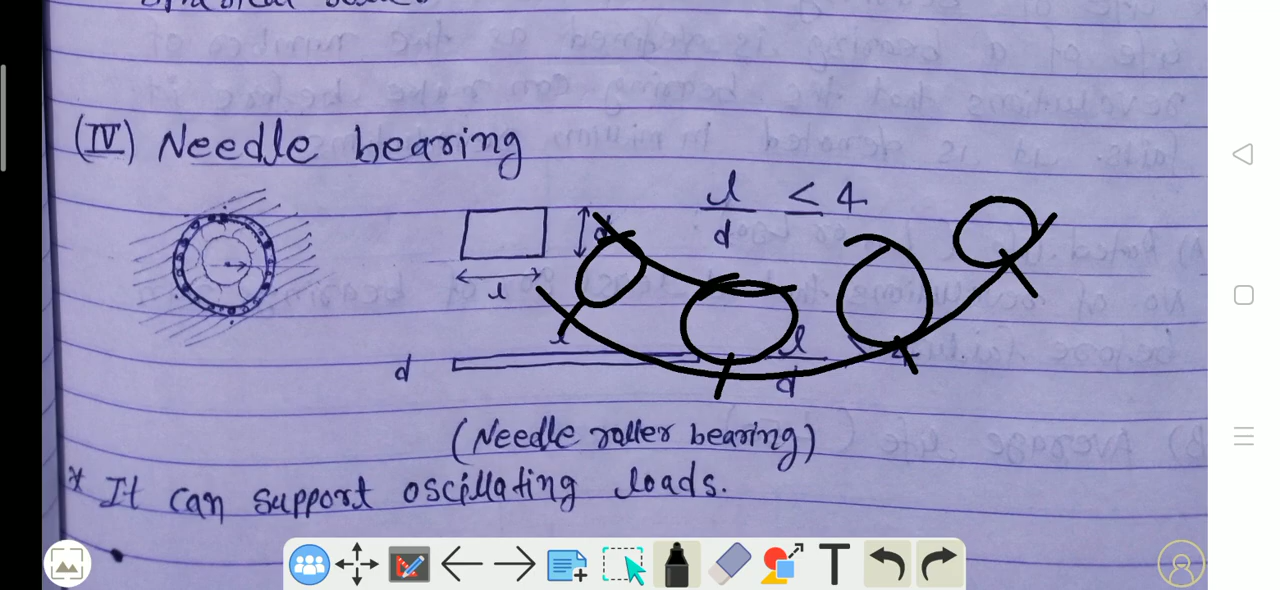 (IV) Needle bearing
l/d ≤ 4
d
l
l
d
l/d
(Needle roller bearing)
* It can support oscillating loads.
T